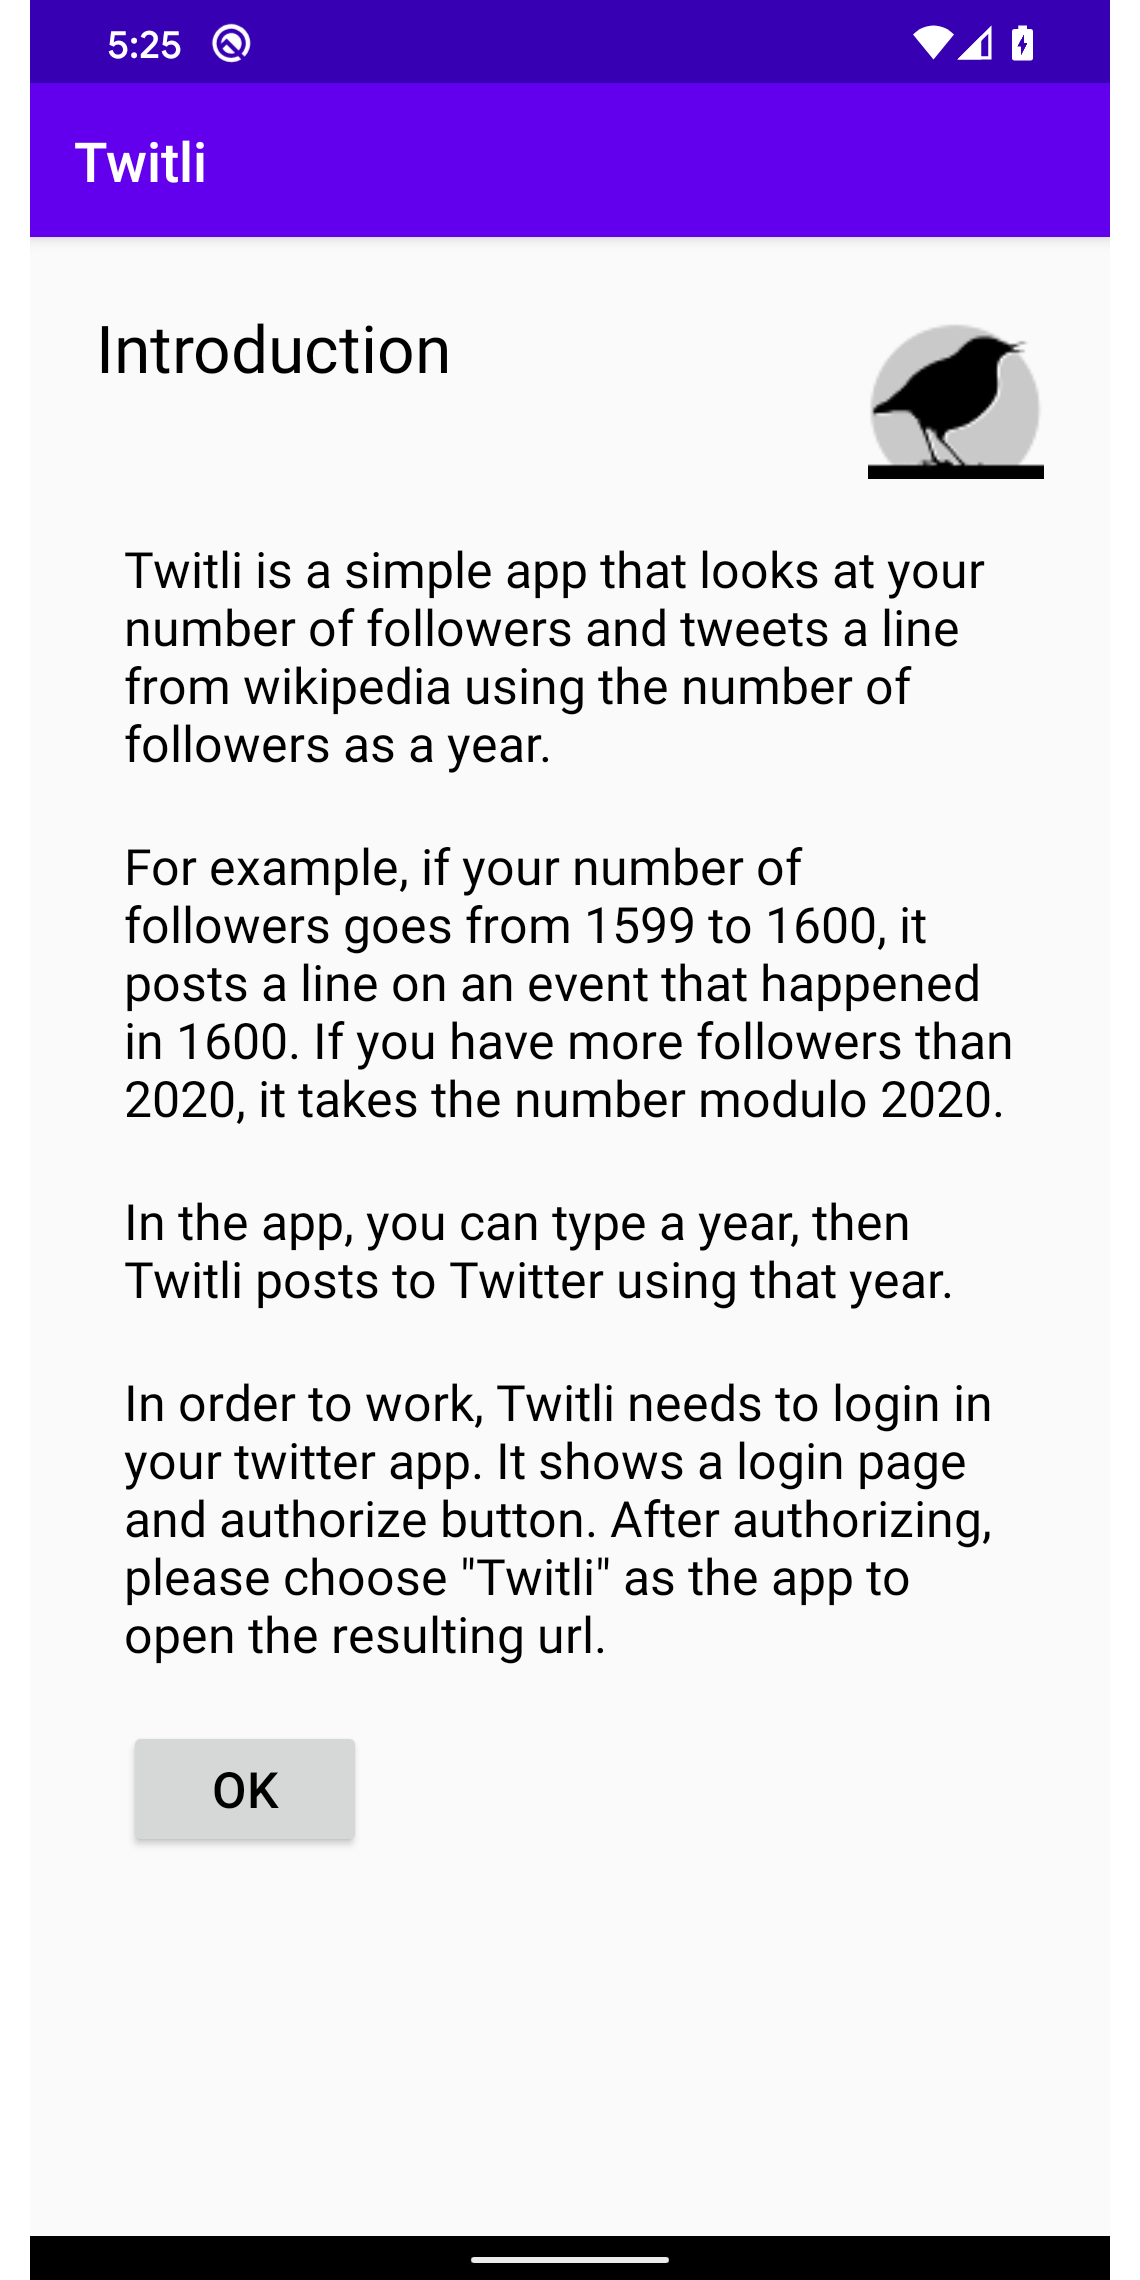 5:25
Twitli
Introduction
Twitli is a simple app that looks at your
number of followers and tweets a line
from wikipedia using the number of
followers as a year.
For example, if your number of
followers goes from 1599 to 1600, it
posts a line on an event that happened
in 1600. If you have more followers than
2020, it takes the number modulo 2020.
In the app, you can type a year, then
Twitli posts to Twitter using that year.
In order to work, Twitli needs to login in
your twitter app. It shows a login page
and authorize button. After authorizing,
please choose "Twitli" as the app to
open the resulting url.
OK